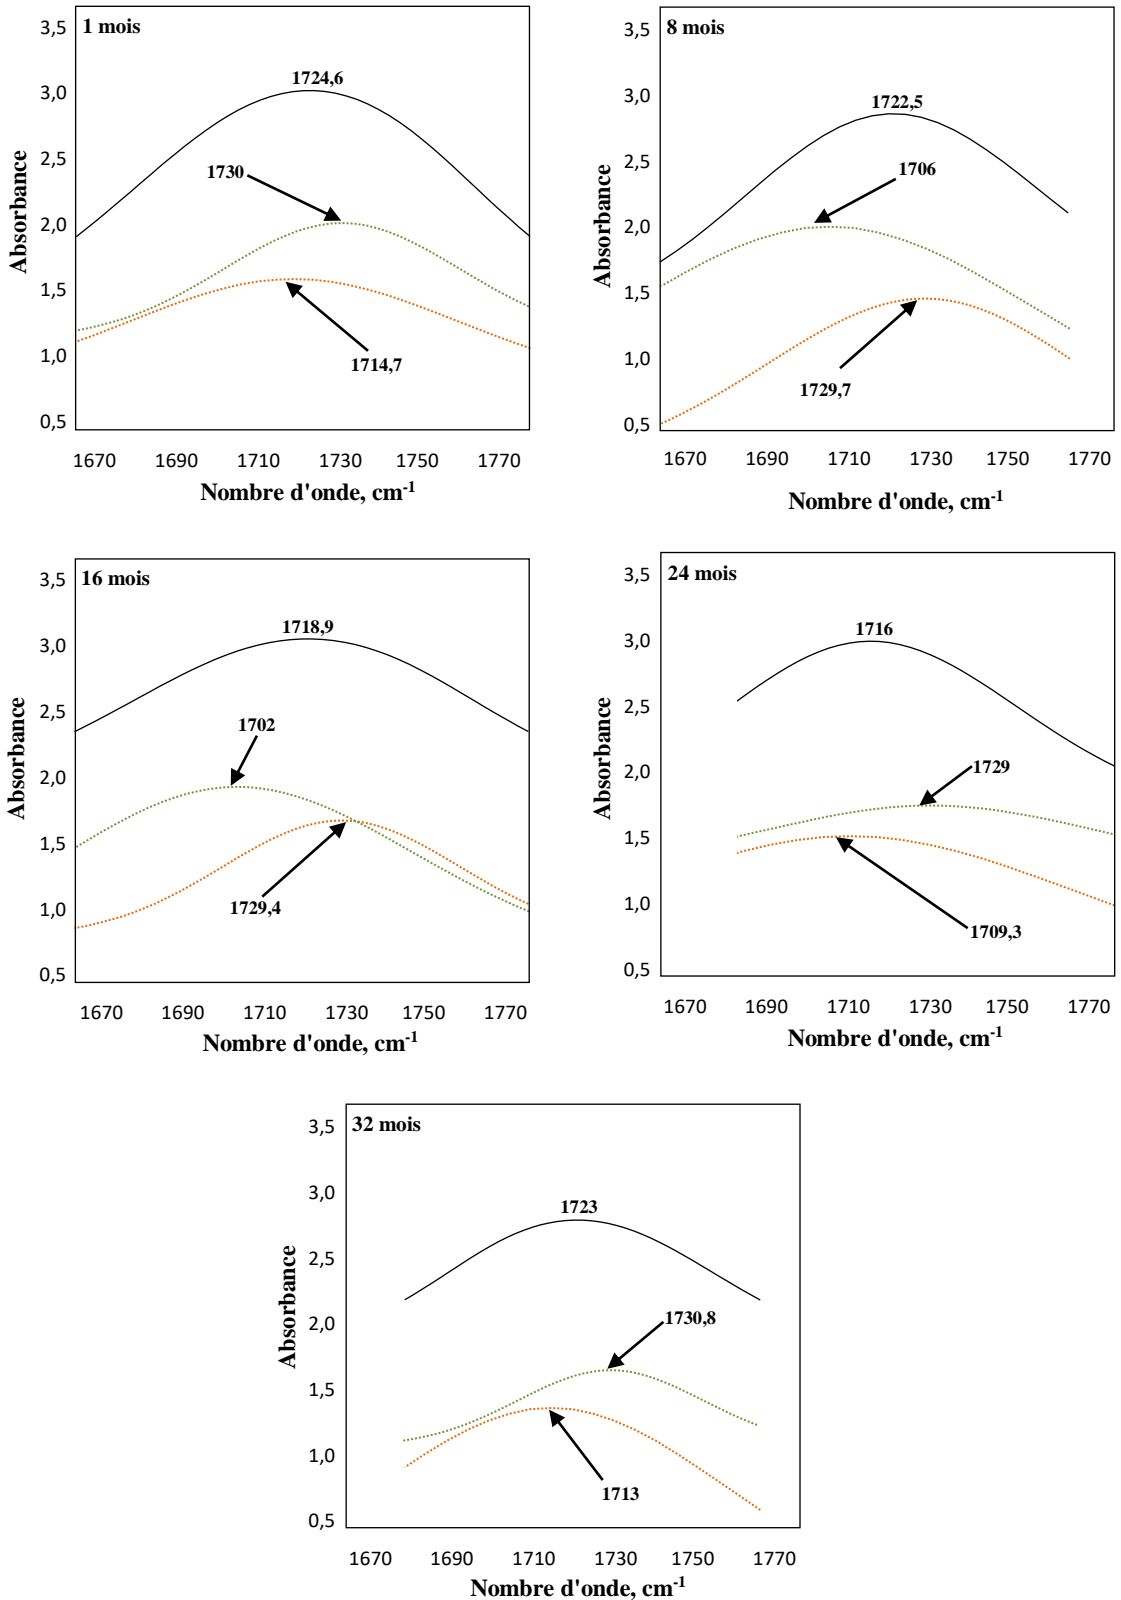 1 mois
3,5
3,0
2,5
2,0
1,5
1,0
0,5
Absorbance
1724,6
1730
1714,7
1670 1690 1710 1730 1750 1770
Nombre d'onde, cm-1
8 mois
3,5
3,0
2,5
2,0
1,5
1,0
0,5
Absorbance
1722,5
1706
1729,7
1670 1690 1710 1730 1750 1770
Nombre d'onde, cm-1
16 mois
3,5
3,0
2,5
2,0
1,5
1,0
0,5
Absorbance
1718,9
1702
1729,4
1670 1690 1710 1730 1750 1770
Nombre d'onde, cm-1
24 mois
3,5
3,0
2,5
2,0
1,5
1,0
0,5
Absorbance
1716
1729
1709,3
1670 1690 1710 1730 1750 1770
Nombre d'onde, cm-1
32 mois
3,5
3,0
2,5
2,0
1,5
1,0
0,5
Absorbance
1723
1730,8
1713
1670 1690 1710 1730 1750 1770
Nombre d'onde, cm-1